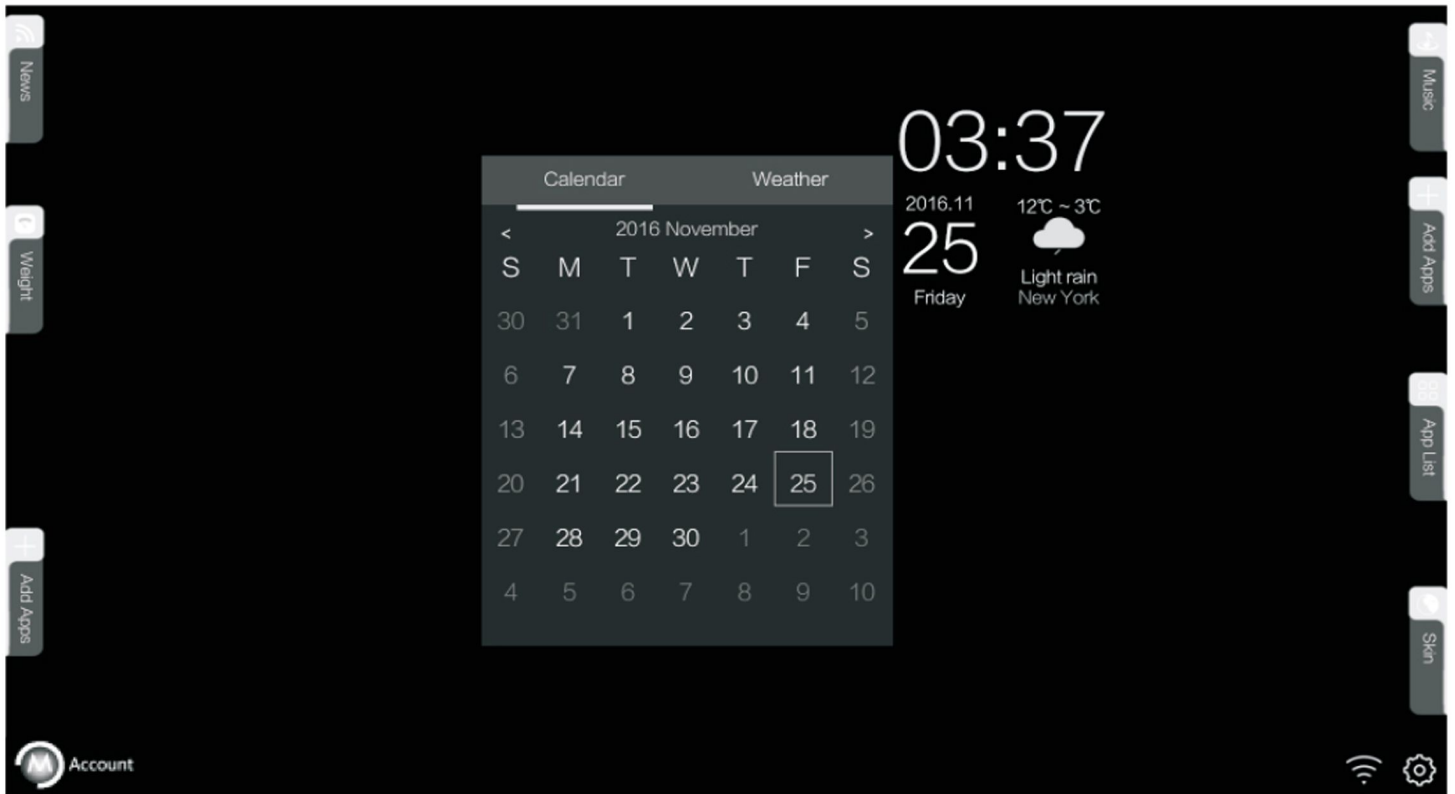 News
Weight
Add Apps
M Account
Calendar Weather
< 2016 November >
S M T W T F S
30 31 1 2 3 4 5
6 7 8 9 10 11 12
13 14 15 16 17 18 19
20 21 22 23 24 25 26
27 28 29 30 1 2 3
4 5 6 7 8 9 10
03:37
2016.11
25
Friday
12℃ ~ 3℃
Light rain
New York
Music
Add Apps
App List
Skin